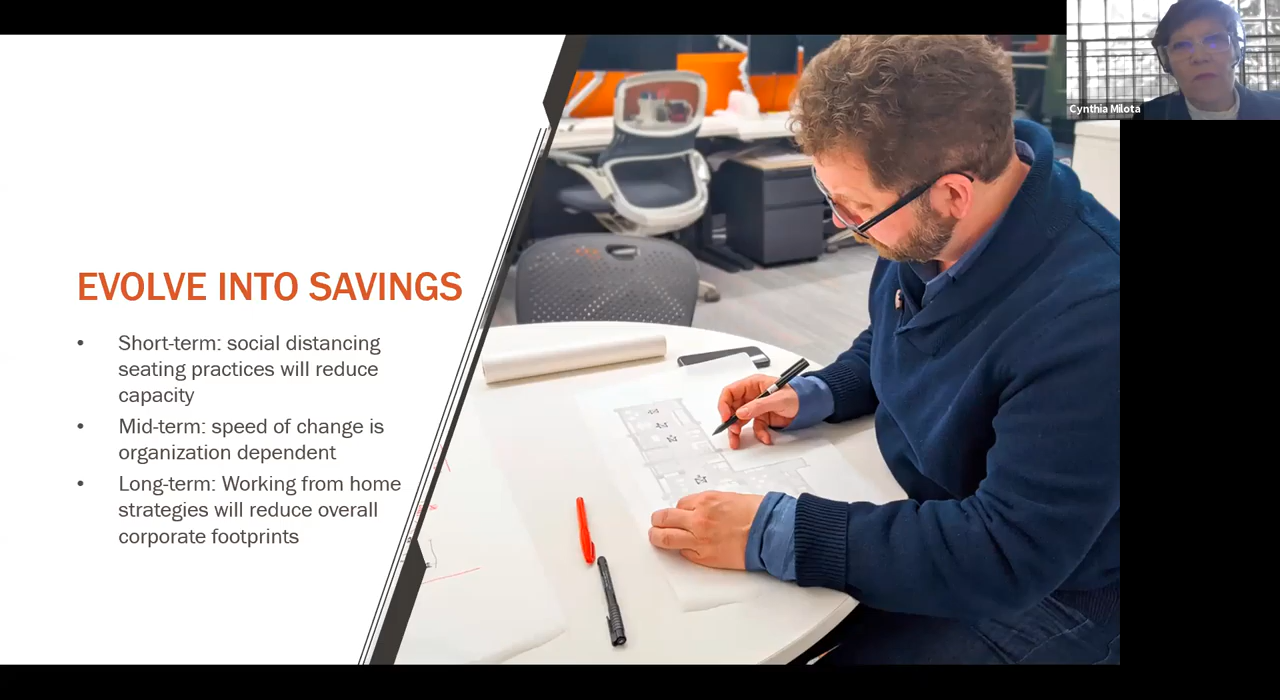 Cynthia Milota
EVOLVE INTO SAVINGS
• Short-term: social distancing
seating practices will reduce
capacity
• Mid-term: speed of change is
organization dependent
• Long-term: Working from home
strategies will reduce overall
corporate footprints